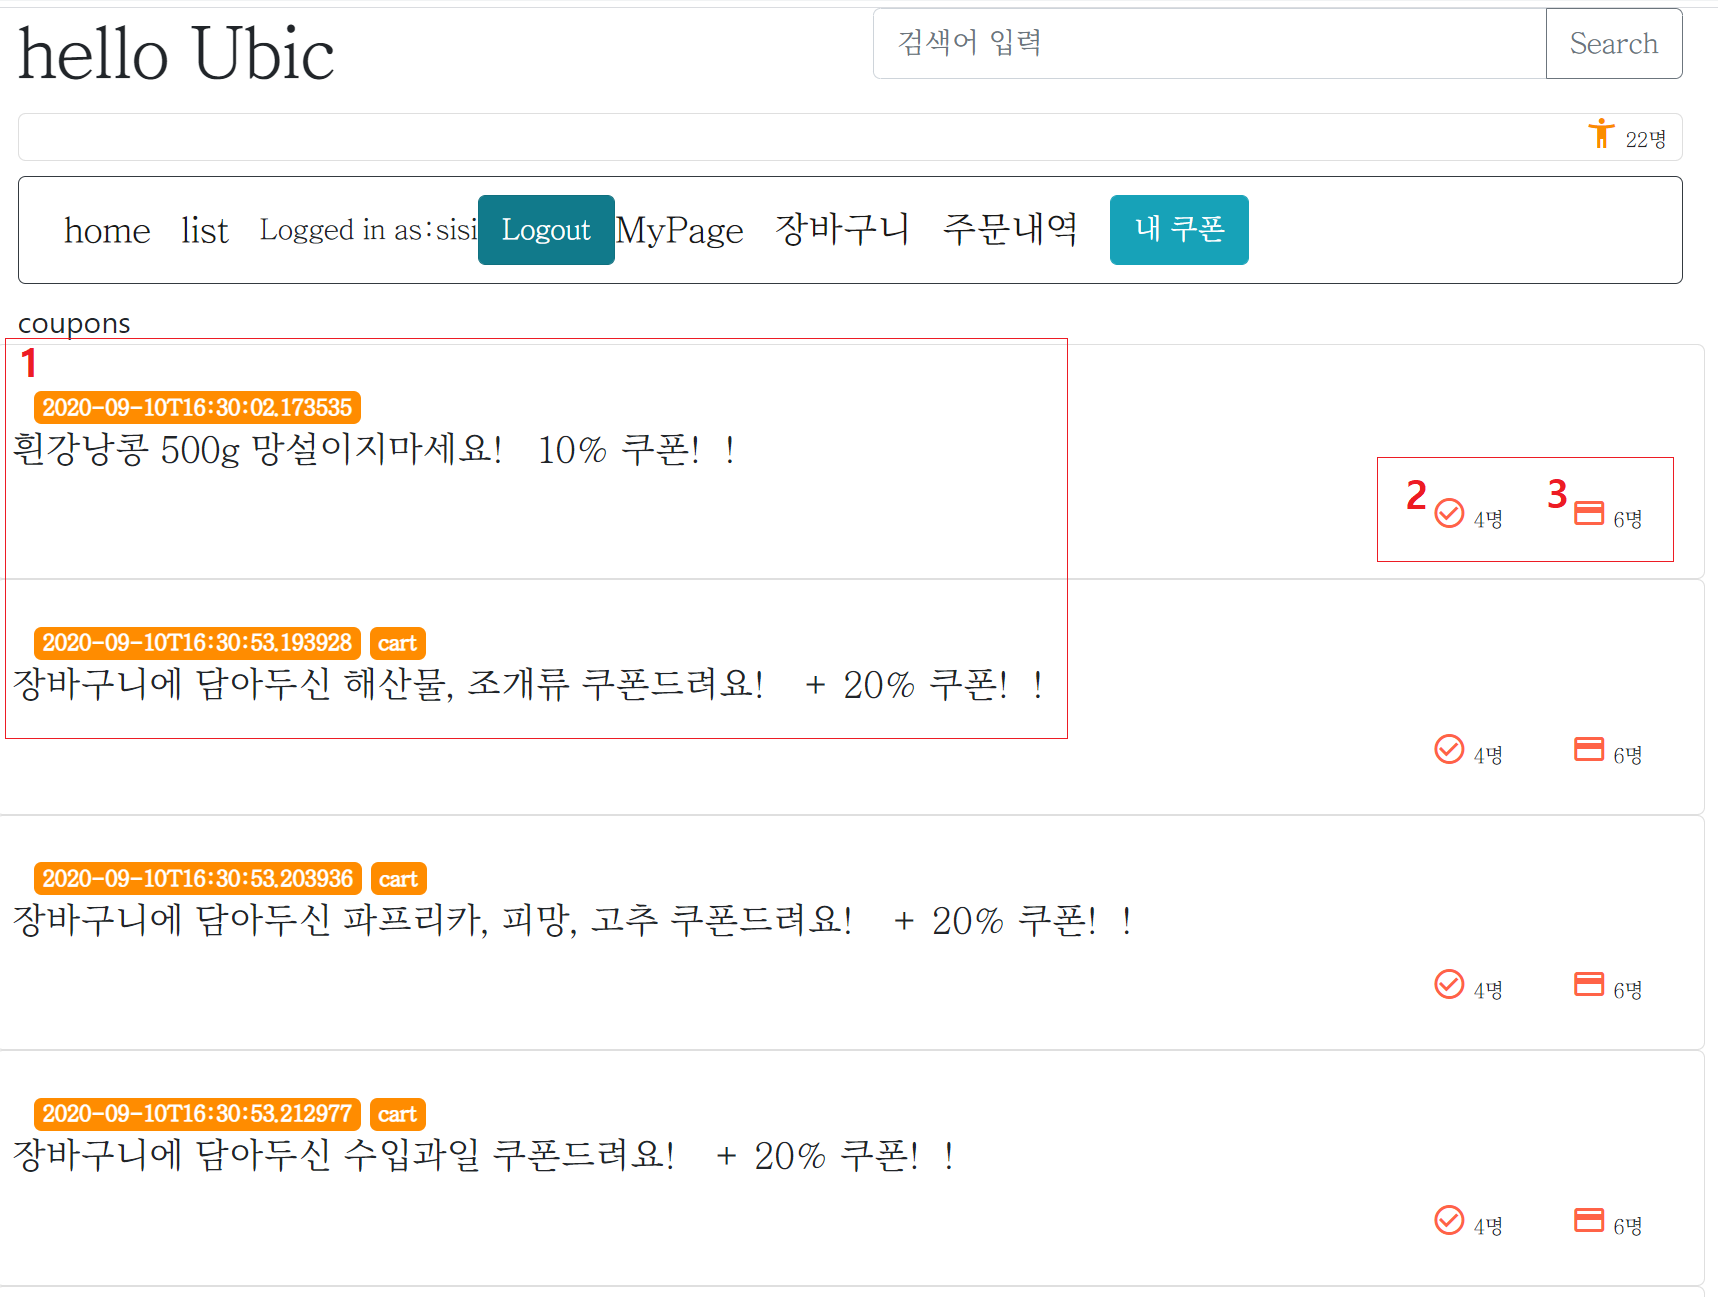 hello Ubic
검색어 입력 Search
22명
home list Logged in as:sisi Logout MyPage 장바구니 주문내역 내 쿠폰
coupons
1
2020-09-10T16:30:02.173535
흰강낭콩 500g 망설이지마세요! 10% 쿠폰! !
2 4명 3 6명
2020-09-10T16:30:53.193928 cart
장바구니에 담아두신 해산물, 조개류 쿠폰드려요! + 20% 쿠폰! !
4명 6명
2020-09-10T16:30:53.203936 cart
장바구니에 담아두신 파프리카, 피망, 고추 쿠폰드려요! + 20% 쿠폰! !
4명 6명
2020-09-10T16:30:53.212977 cart
장바구니에 담아두신 수입과일 쿠폰드려요! + 20% 쿠폰! !
4명 6명